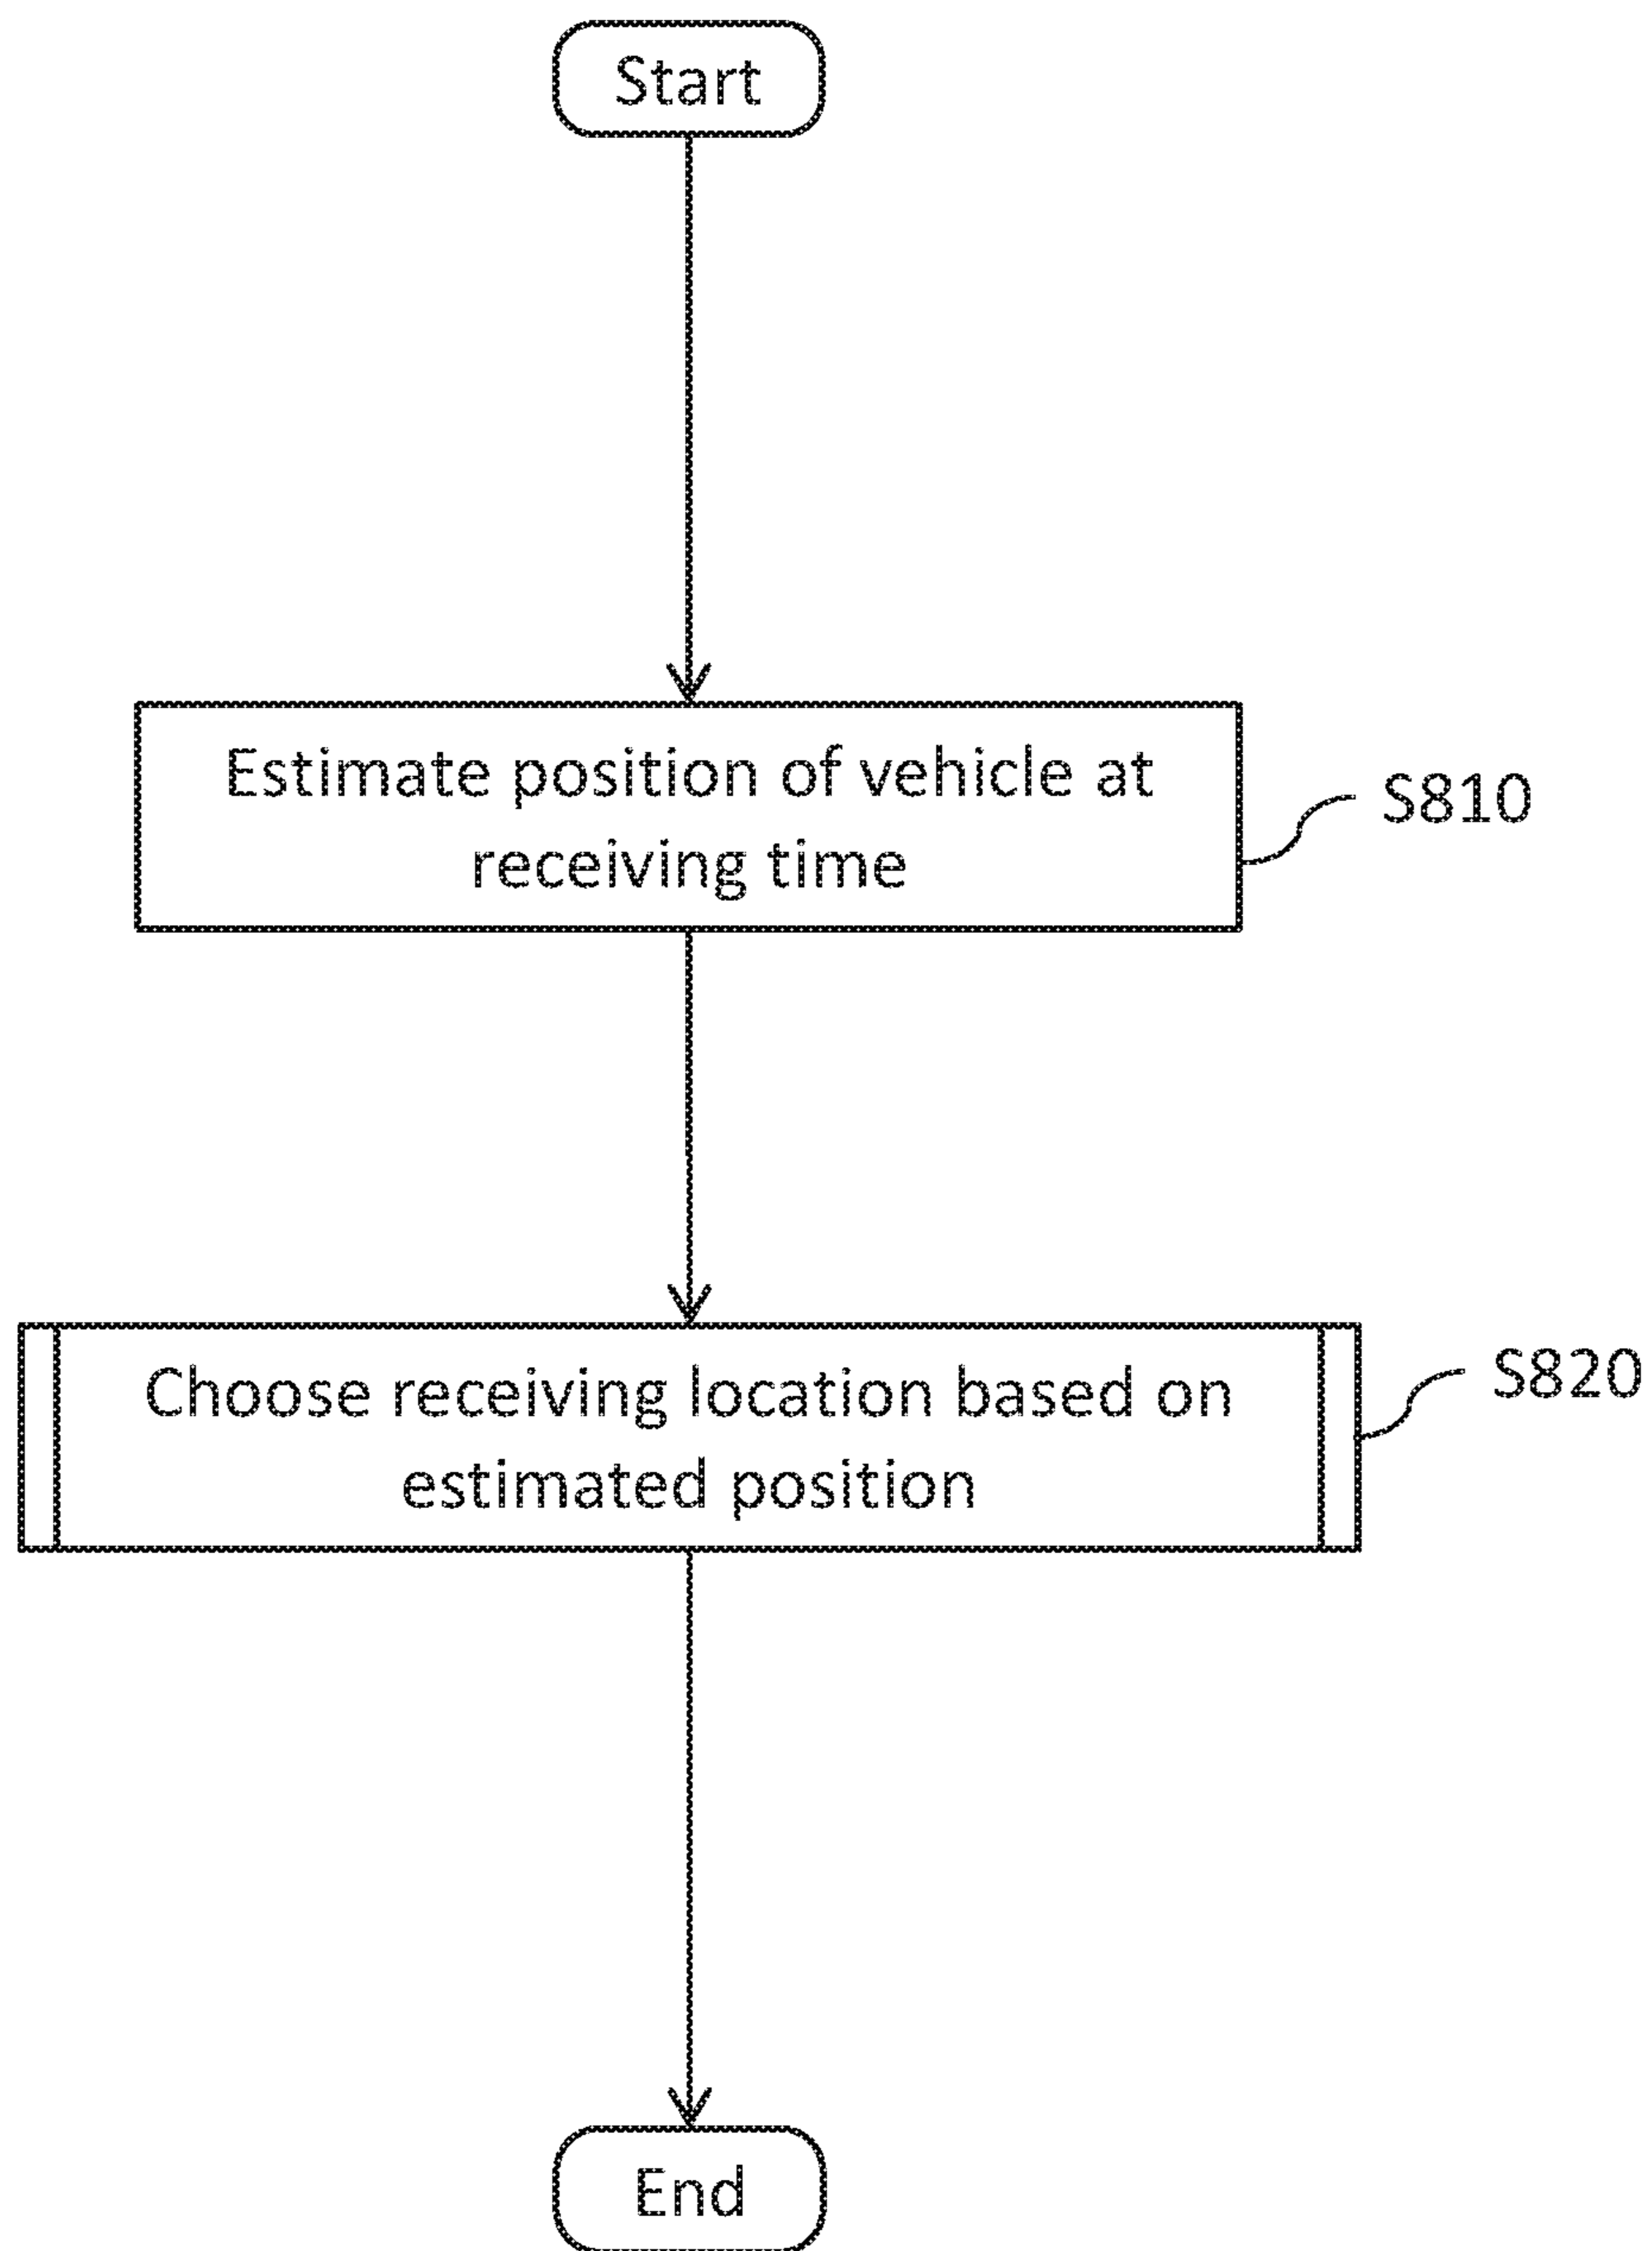 Start
Estimate position of vehicle at
receiving time
S810
Choose receiving location based on
estimated position
S820
End